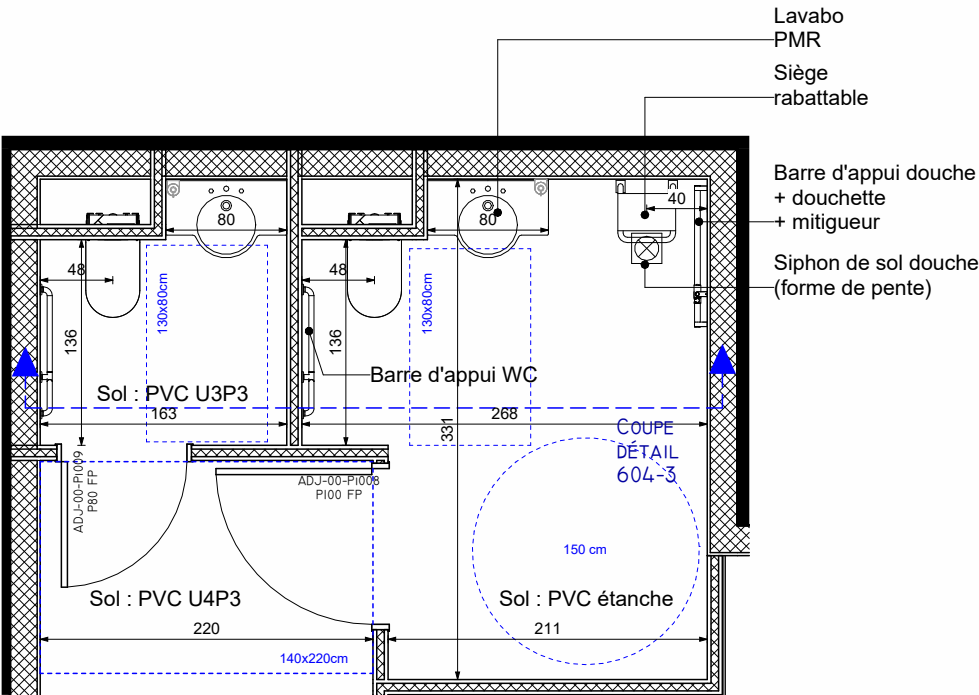 Lavabo
PMR
Siège
rabattable
Barre d'appui douche
+ douchette
+ mitigueur
Siphon de sol douche
(forme de pente)
80
80
40
48
48
130x80cm
130x80cm
136
136
Barre d'appui WC
Sol : PVC U3P3
163
268
331
COUPE
DÉTAIL
604-3
ADJ-00-PI009
P80 FP
ADJ-00-PI008
P100 FP
150 cm
Sol : PVC U4P3
Sol : PVC étanche
220
211
140x220cm